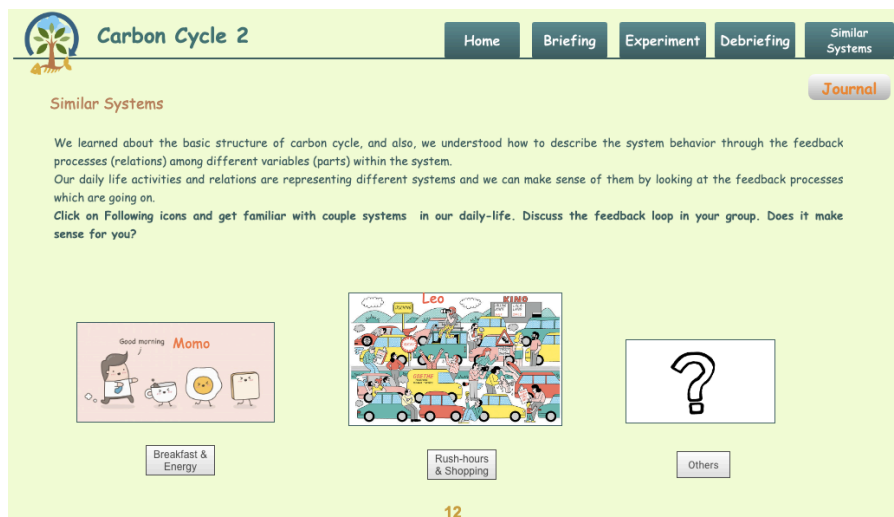 Carbon Cycle 2
Home
Briefing
Experiment
Debriefing
Similar
Systems
Journal
Similar Systems
We learned about the basic structure of carbon cycle, and also, we understood how to describe the system behavior through the feedback
processes (relations) among different variables (parts) within the system.
Our daily life activities and relations are representing different systems and we can make sense of them by looking at the feedback processes
which are going on.
Click on Following icons and get familiar with couple systems in our daily-life. Discuss the feedback loop in your group. Does it make
sense for you?
Good morning
Momo
Leo
KINO
?
Breakfast &
Energy
Rush-hours
& Shopping
Others
12